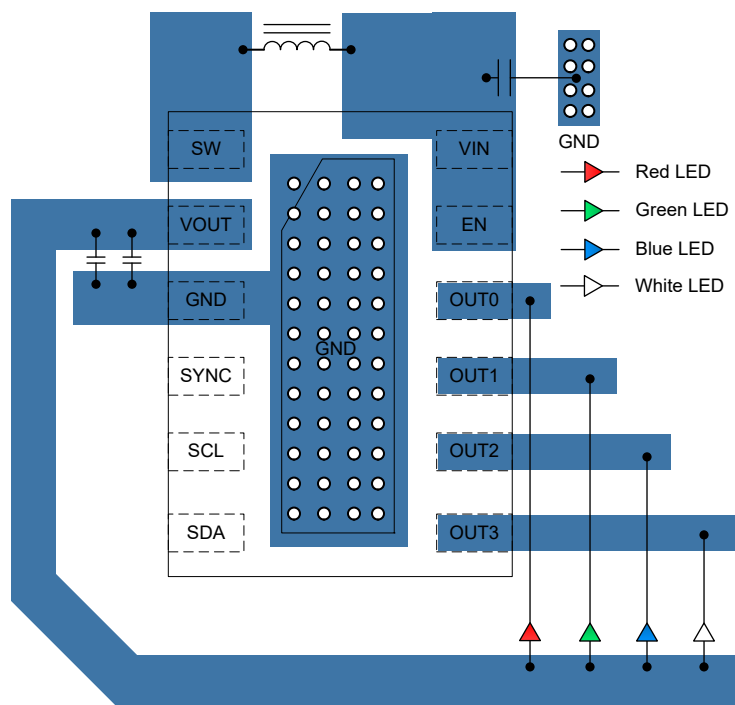 SW
VIN
GND
Red LED
VOUT
EN
Green LED
Blue LED
White LED
GND
OUT0
GND
SYNC
OUT1
SCL
OUT2
SDA
OUT3